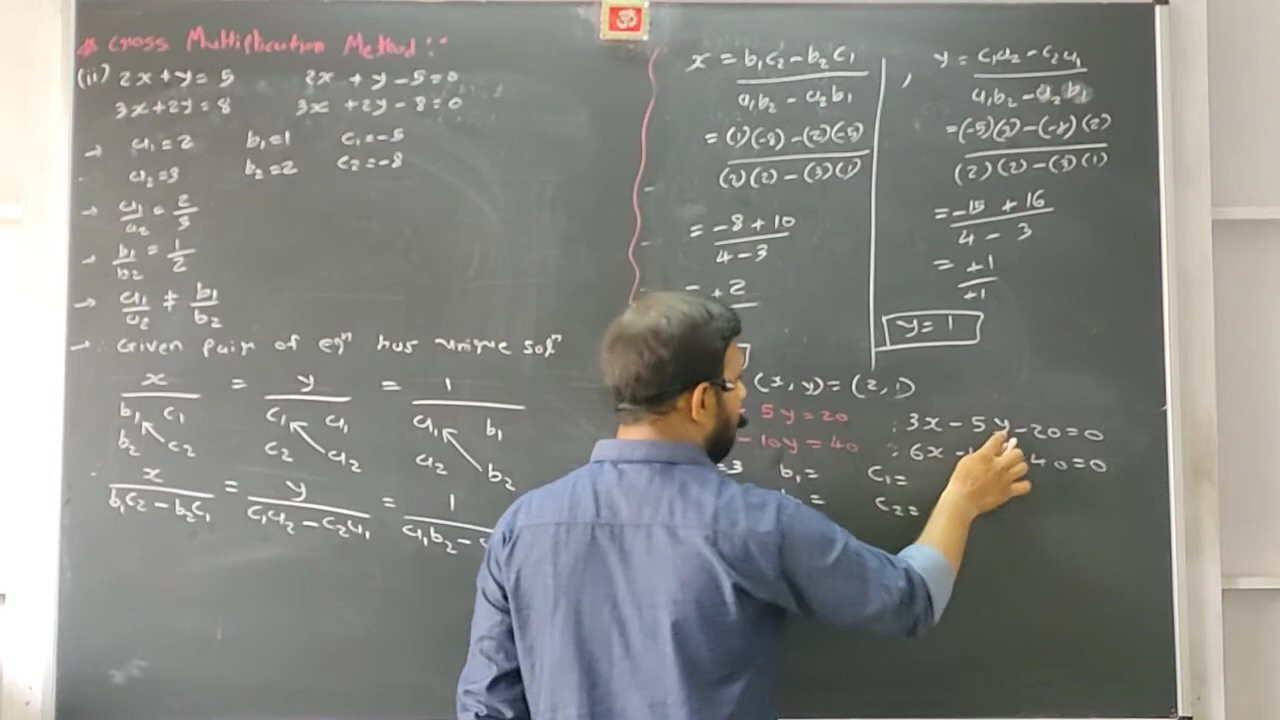 ॐ
* Cross Multiplication Method:-
(ii) 2x+y=5 2x + y-5=0
3x+2y=8 3x +2y-8=0
→ a₁=2 b₁=1 c₁=-5
a₂=3 b₂=2 c₂=-8
→ a₁/a₂ = 2/3
→ b₁/b₂ = 1/2
→ a₁/a₂ ≠ b₁/b₂
→ ∴ Given pair of eqⁿ has unique solⁿ
x = y = 1
b₁ c₁ c₁ a₁ a₁ b₁
b₂ c₂ c₂ a₂ a₂ b₂
∴ x/(b₁c₂-b₂c₁) = y/(c₁a₂-c₂a₁) = 1/(a₁b₂-
x = (b₁c₂-b₂c₁)/(a₁b₂-a₂b₁)
= ((1)(-8)-(2)(-5))/((2)(2)-(3)(1))
= (-8+10)/(4-3)
= +2
, y = (c₁a₂-c₂a₁)/(a₁b₂-a₂b₁)
= ((-5)(3)-(-8)(2))/((2)(2)-(3)(1))
= (-15+16)/(4-3)
= +1/+1
y=1
(x,y)=(2,1)
5y=20 : 3x-5y-20=0
-10y=40 : 6x 40=0
=3 b₁= c₁=
= c₂=